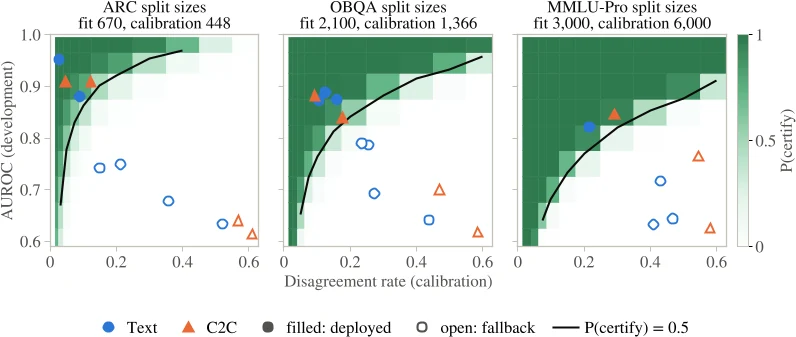 ARC split sizes
fit 670, calibration 448
OBQA split sizes
fit 2,100, calibration 1,366
MMLU-Pro split sizes
fit 3,000, calibration 6,000
AUROC (development)
1.0
0.9
0.8
0.7
0.6
0 0.2 0.4 0.6
0 0.2 0.4 0.6
0 0.2 0.4 0.6
Disagreement rate (calibration)
1
0.5
0
P(certify)
Text
C2C
filled: deployed
open: fallback
P(certify) = 0.5